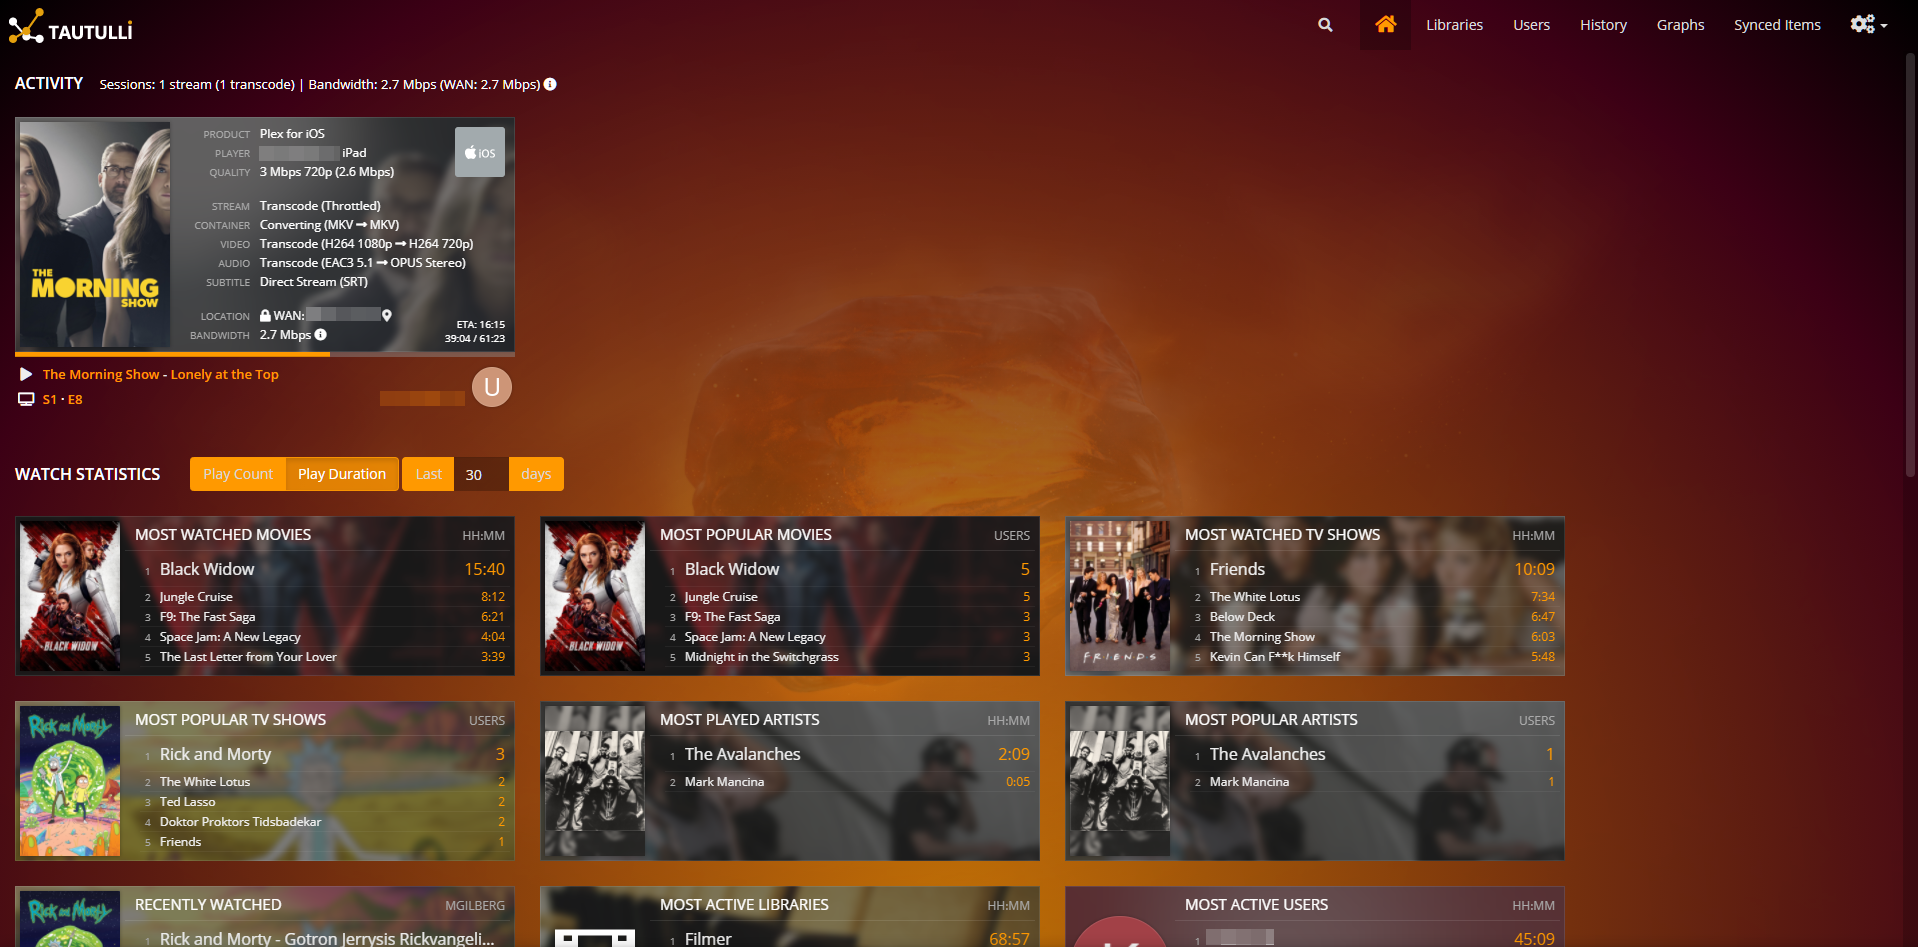 TAUTULLI
Libraries
Users
History
Graphs
Synced Items
ACTIVITY Sessions: 1 stream (1 transcode) | Bandwidth: 2.7 Mbps (WAN: 2.7 Mbps)
PRODUCT Plex for iOS
PLAYER iPad
QUALITY 3 Mbps 720p (2.6 Mbps)
iOS
STREAM Transcode (Throttled)
CONTAINER Converting (MKV → MKV)
VIDEO Transcode (H264 1080p → H264 720p)
AUDIO Transcode (EAC3 5.1 → OPUS Stereo)
SUBTITLE Direct Stream (SRT)
LOCATION WAN:
BANDWIDTH 2.7 Mbps
ETA: 16:15
39:04 / 61:23
THE
MORNING
SHOW
The Morning Show - Lonely at the Top
S1 · E8
U
WATCH STATISTICS Play Count Play Duration Last 30 days
MOST WATCHED MOVIES HH:MM
1 Black Widow 15:40
2 Jungle Cruise 8:12
3 F9: The Fast Saga 6:21
4 Space Jam: A New Legacy 4:04
5 The Last Letter from Your Lover 3:39
BLACK WIDOW
MOST POPULAR MOVIES USERS
1 Black Widow 5
2 Jungle Cruise 5
3 F9: The Fast Saga 3
4 Space Jam: A New Legacy 3
5 Midnight in the Switchgrass 3
BLACK WIDOW
MOST WATCHED TV SHOWS HH:MM
1 Friends 10:09
2 The White Lotus 7:34
3 Below Deck 6:47
4 The Morning Show 6:03
5 Kevin Can F**k Himself 5:48
FRIENDS
MOST POPULAR TV SHOWS USERS
Rick and Morty
1 Rick and Morty 3
2 The White Lotus 2
3 Ted Lasso 2
4 Doktor Proktors Tidsbadekar 2
5 Friends 1
MOST PLAYED ARTISTS HH:MM
1 The Avalanches 2:09
2 Mark Mancina 0:05
MOST POPULAR ARTISTS USERS
1 The Avalanches 1
2 Mark Mancina 1
RECENTLY WATCHED MGILBERG
Rick and Morty
1 Rick and Morty - Gotron Jerrysis Rickvangeli...
MOST ACTIVE LIBRARIES HH:MM
1 Filmer 68:57
MOST ACTIVE USERS HH:MM
1 45:09